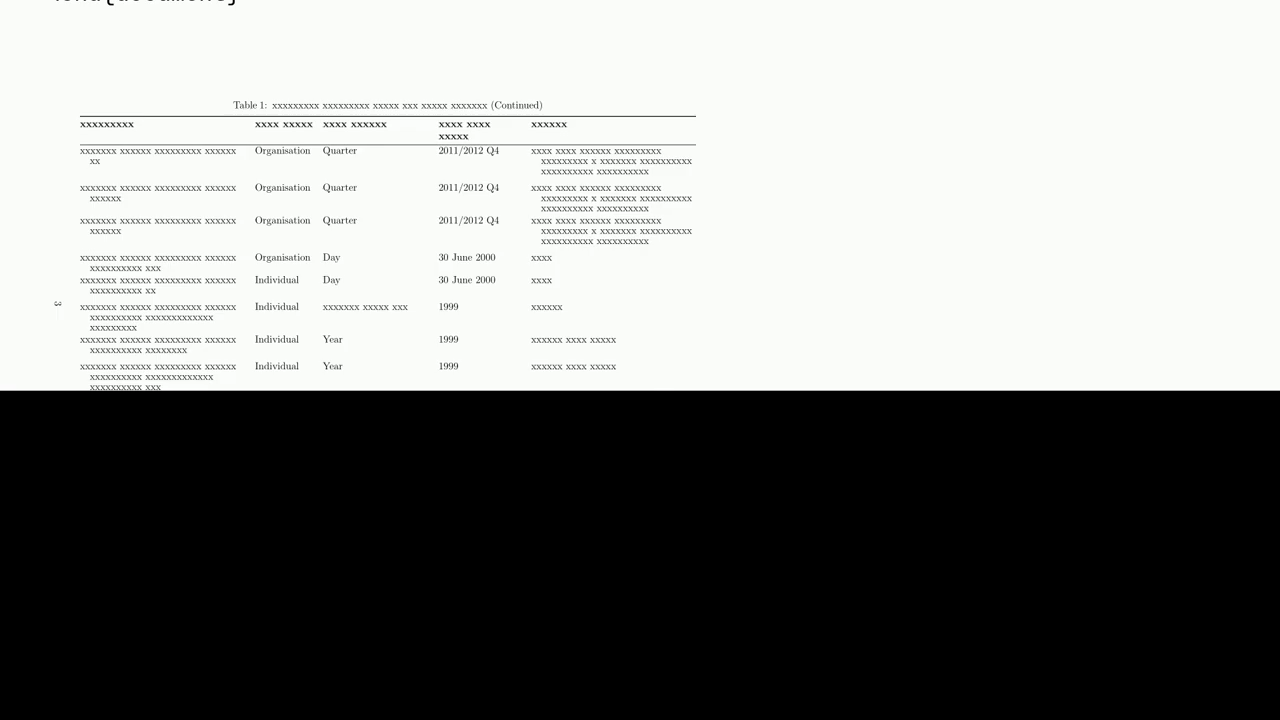 Table 1: xxxxxxxxx xxxxxxxxx xxxxx xxx xxxxx xxxxxxx (Continued)
xxxxxxxxx xxxx xxxxx xxxx xxxxxx xxxx xxxx xxxxxx
xxxxx
xxxxxxx xxxxxx xxxxxxxxx xxxxxx Organisation Quarter 2011/2012 Q4 xxxx xxxx xxxxxx xxxxxxxxx
xx xxxxxxxxx x xxxxxxx xxxxxxxxxx
xxxxxxxxxx xxxxxxxxxx
xxxxxxx xxxxxx xxxxxxxxx xxxxxx Organisation Quarter 2011/2012 Q4 xxxx xxxx xxxxxx xxxxxxxxx
xxxxxx xxxxxxxxx x xxxxxxx xxxxxxxxxx
xxxxxxxxxx xxxxxxxxxx
xxxxxxx xxxxxx xxxxxxxxx xxxxxx Organisation Quarter 2011/2012 Q4 xxxx xxxx xxxxxx xxxxxxxxx
xxxxxx xxxxxxxxx x xxxxxxx xxxxxxxxxx
xxxxxxxxxx xxxxxxxxxx
xxxxxxx xxxxxx xxxxxxxxx xxxxxx Organisation Day 30 June 2000 xxxx
xxxxxxxxxx xxx
xxxxxxx xxxxxx xxxxxxxxx xxxxxx Individual Day 30 June 2000 xxxx
xxxxxxxxxx xx
3
xxxxxxx xxxxxx xxxxxxxxx xxxxxx Individual xxxxxxx xxxxx xxx 1999 xxxxxx
xxxxxxxxxx xxxxxxxxxxxxx
xxxxxxxxx
xxxxxxx xxxxxx xxxxxxxxx xxxxxx Individual Year 1999 xxxxxx xxxx xxxxx
xxxxxxxxxx xxxxxxxx
xxxxxxx xxxxxx xxxxxxxxx xxxxxx Individual Year 1999 xxxxxx xxxx xxxxx
xxxxxxxxxx xxxxxxxxxxxxx
xxxxxxxxxx xxx